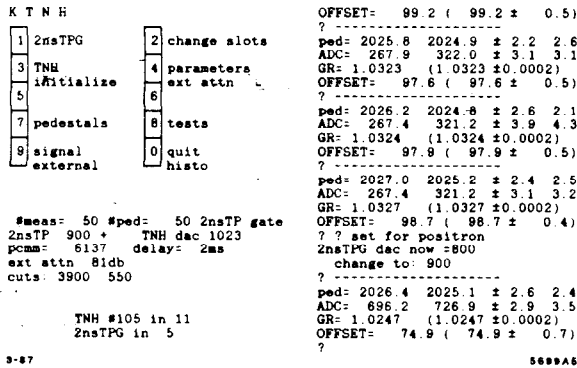 K T N H
1 2nsTPG 2 change slots
3 TNH initialize 4 parameters ext attn
5 6
7 pedestals 8 tests
9 signal external 0 quit histo
#meas= 50 #ped= 50 2nsTP gate
2nsTP 900 + TNH dac 1023
pcmm= 6137 delay= 2ms
ext attn 81db
cuts: 3900 550
TNH #105 in 11
2nsTPG in 5
3-87
OFFSET= 99.2 ( 99.2 ± 0.5)
? --------------------
ped= 2025.8 2024.9 ± 2.2 2.6
ADC= 267.9 322.0 ± 3.1 3.1
GR= 1.0323 (1.0323 ±0.0002)
OFFSET= 97.6 ( 97.6 ± 0.5)
? --------------------
ped= 2026.2 2024.8 ± 2.6 2.1
ADC= 267.4 321.2 ± 3.9 4.3
GR= 1.0324 (1.0324 ±0.0002)
OFFSET= 97.9 ( 97.9 ± 0.5)
? --------------------
ped= 2027.0 2025.2 ± 2.4 2.5
ADC= 267.4 321.2 ± 3.1 3.2
GR= 1.0327 (1.0327 ±0.0002)
OFFSET= 98.7 ( 98.7 ± 0.4)
? ? set for positron
2nsTPG dac now =800
change to: 900
? --------------------
ped= 2026.4 2025.1 ± 2.6 2.4
ADC= 696.2 726.9 ± 2.9 3.5
GR= 1.0247 (1.0247 ±0.0002)
OFFSET= 74.9 ( 74.9 ± 0.7)
?
5699A5